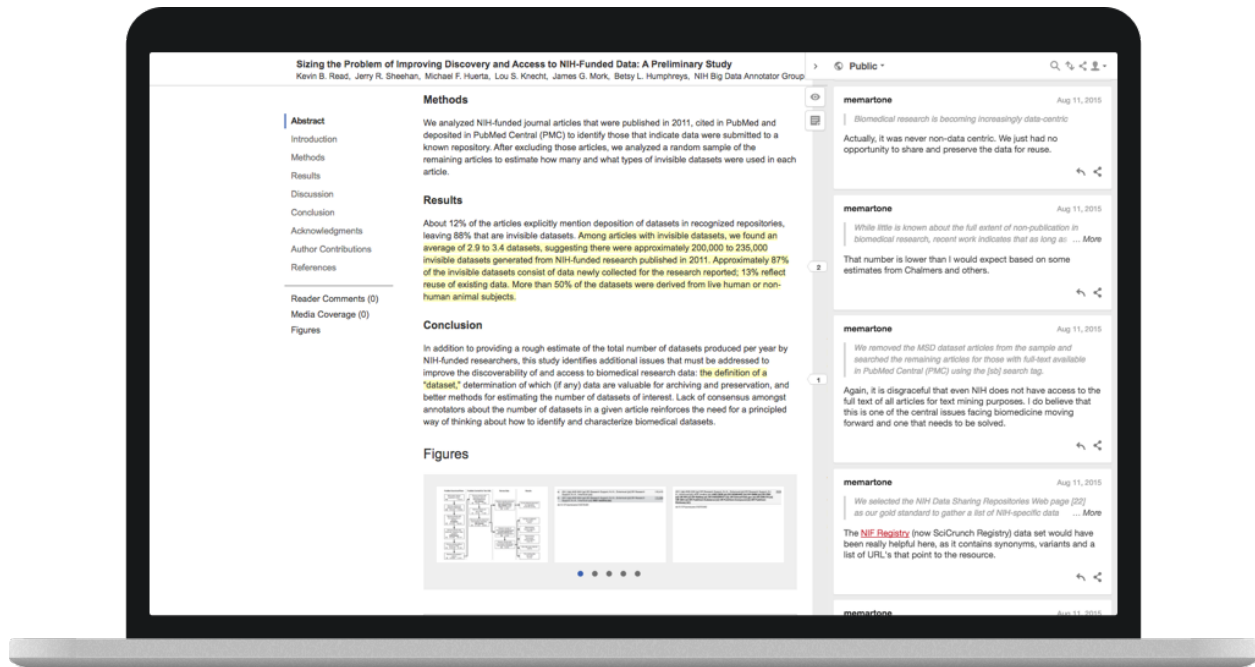 Sizing the Problem of Improving Discovery and Access to NIH-Funded Data: A Preliminary Study
Kevin B. Read, Jerry R. Sheehan, Michael F. Huerta, Lou S. Knecht, James G. Mork, Betsy L. Humphreys, NIH Big Data Annotator Group
Abstract
Introduction
Methods
Results
Discussion
Conclusion
Acknowledgments
Author Contributions
References
Reader Comments (0)
Media Coverage (0)
Figures
Methods
We analyzed NIH-funded journal articles that were published in 2011, cited in PubMed and
deposited in PubMed Central (PMC) to identify those that indicate data were submitted to a
known repository. After excluding those articles, we analyzed a random sample of the
remaining articles to estimate how many and what types of invisible datasets were used in each
article.
Results
About 12% of the articles explicitly mention deposition of datasets in recognized repositories,
leaving 88% that are invisible datasets. Among articles with invisible datasets, we found an
average of 2.9 to 3.4 datasets, suggesting there were approximately 200,000 to 235,000
invisible datasets generated from NIH-funded research published in 2011. Approximately 87%
of the invisible datasets consist of data newly collected for the research reported; 13% reflect
reuse of existing data. More than 50% of the datasets were derived from live human or non-
human animal subjects.
Conclusion
In addition to providing a rough estimate of the total number of datasets produced per year by
NIH-funded researchers, this study identifies additional issues that must be addressed to
improve the discoverability of and access to biomedical research data: the definition of a
"dataset," determination of which (if any) data are valuable for archiving and preservation, and
better methods for estimating the number of datasets of interest. Lack of consensus amongst
annotators about the number of datasets in a given article reinforces the need for a principled
way of thinking about how to identify and characterize biomedical datasets.
Figures
2
1
Public
memartone Aug 11, 2015
Biomedical research is becoming increasingly data-centric
Actually, it was never non-data centric. We just had no
opportunity to share and preserve the data for reuse.
memartone Aug 11, 2015
While little is known about the full extent of non-publication in
biomedical research, recent work indicates that as long as ... More
That number is lower than I would expect based on some
estimates from Chalmers and others.
memartone Aug 11, 2015
We removed the MSD dataset articles from the sample and
searched the remaining articles for those with full-text available
in PubMed Central (PMC) using the [sb] search tag.
Again, it is disgraceful that even NIH does not have access to the
full text of all articles for text mining purposes. I do believe that
this is one of the central issues facing biomedicine moving
forward and one that needs to be solved.
memartone Aug 11, 2015
We selected the NIH Data Sharing Repositories Web page [22]
as our gold standard to gather a list of NIH-specific data ... More
The NIF Registry (now SciCrunch Registry) data set would have
been really helpful here, as it contains synonyms, variants and a
list of URL's that point to the resource.
memartone Aug 11, 2015